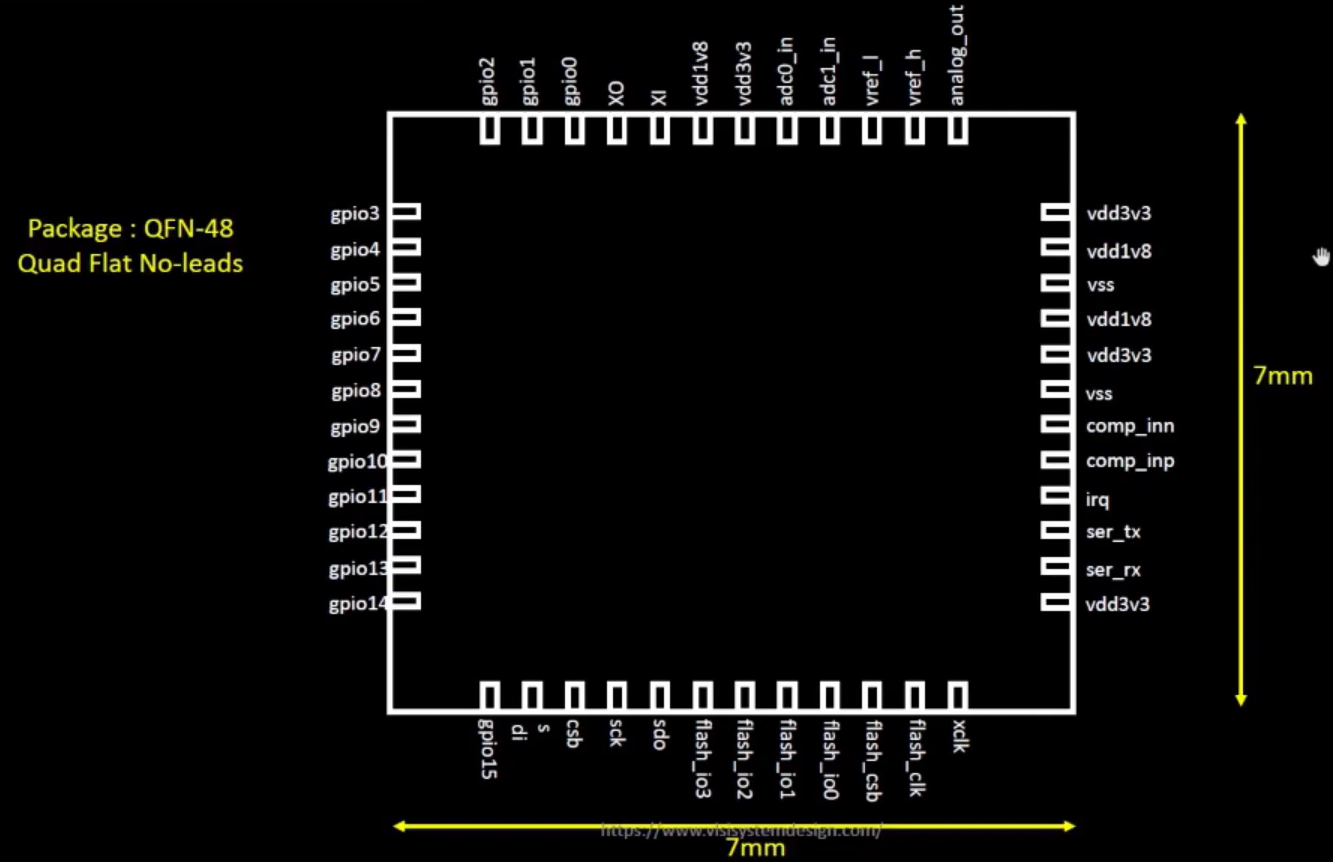 gpio2
gpio1
gpio0
XO
XI
vdd1v8
vdd3v3
adc0_in
adc1_in
vref_l
vref_h
analog_out
Package : QFN-48
Quad Flat No-leads
gpio3
gpio4
gpio5
gpio6
gpio7
gpio8
gpio9
gpio10
gpio11
gpio12
gpio13
gpio14
vdd3v3
vdd1v8
vss
vdd1v8
vdd3v3
vss
comp_inn
comp_inp
irq
ser_tx
ser_rx
vdd3v3
7mm
gpio15
s
di
csb
sck
sdo
flash_io3
flash_io2
flash_io1
flash_io0
flash_csb
flash_clk
xclk
https://www.vlsisystemdesign.com/
7mm